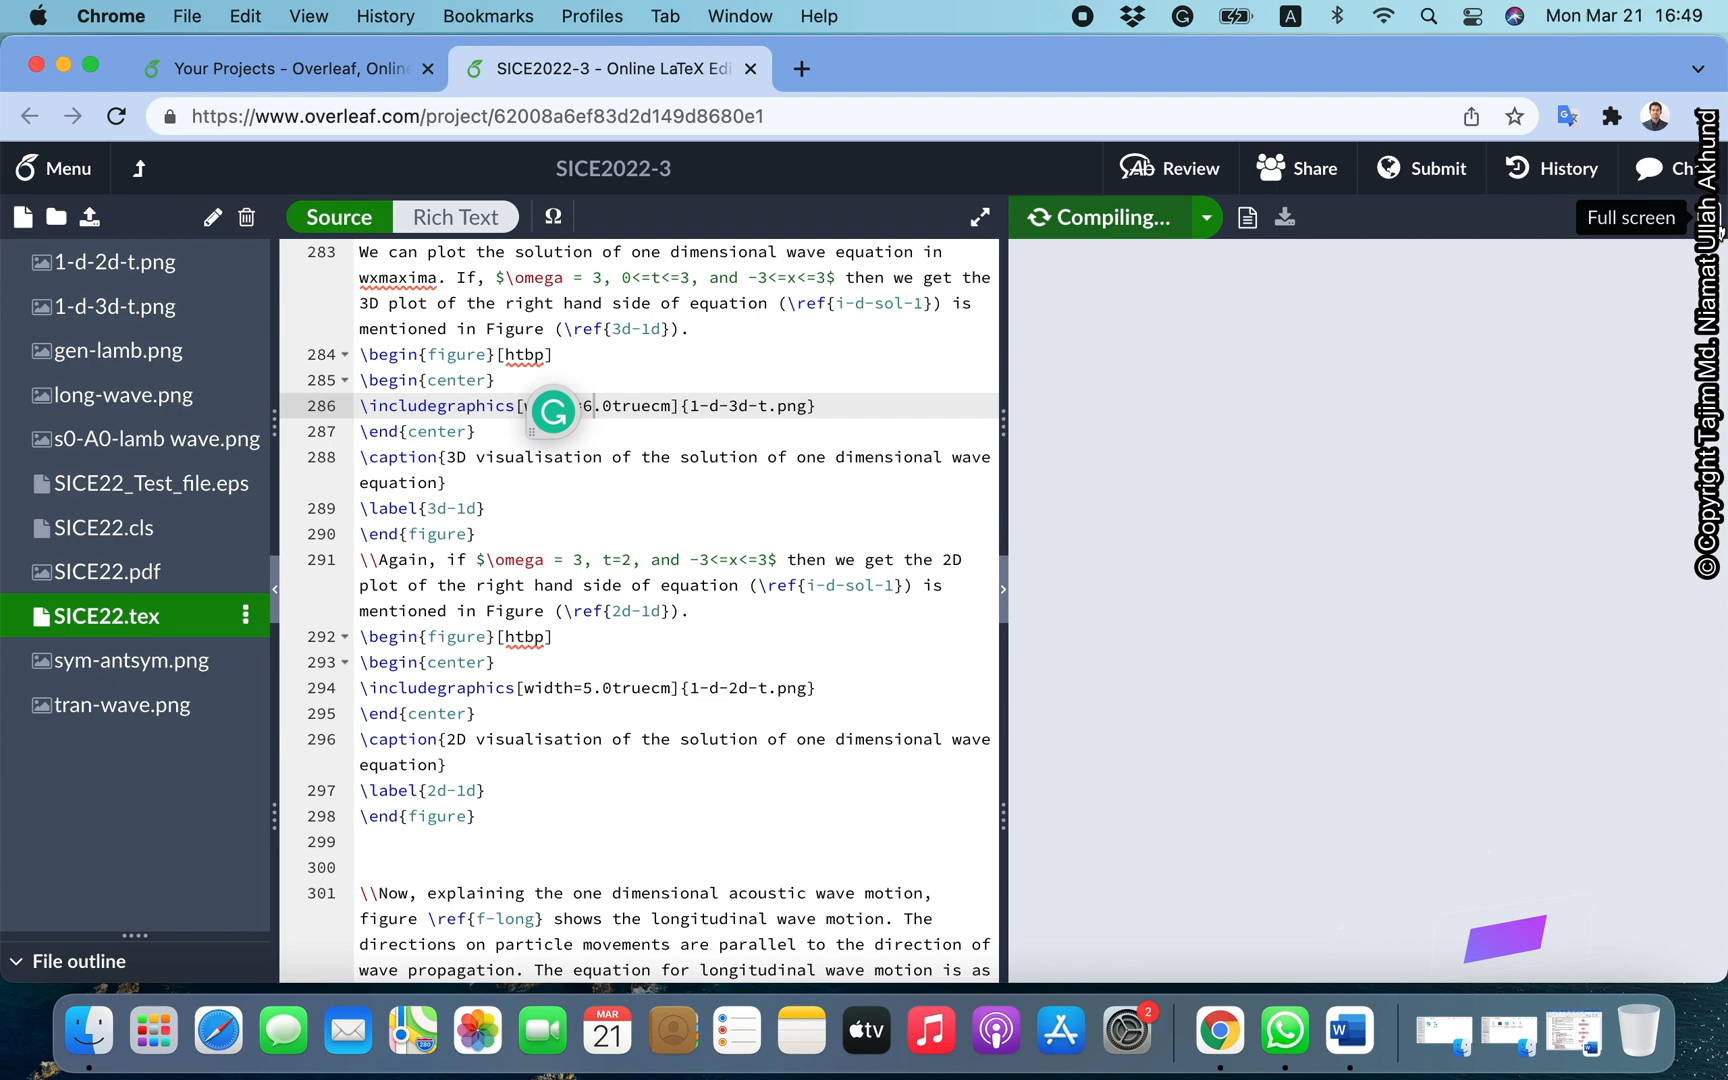 Chrome File Edit View History Bookmarks Profiles Tab Window Help A Mon Mar 21 16:49
Your Projects - Overleaf, Online SICE2022-3 - Online LaTeX Edi
https://www.overleaf.com/project/62008a6ef83d2d149d8680e1
Menu SICE2022-3 Review Share Submit History Ch
Source Rich Text Ω Compiling... Full screen
1-d-2d-t.png
1-d-3d-t.png
gen-lamb.png
long-wave.png
s0-A0-lamb wave.png
SICE22_Test_file.eps
SICE22.cls
SICE22.pdf
SICE22.tex
sym-antsym.png
tran-wave.png
File outline
283 We can plot the solution of one dimensional wave equation in
wxmaxima. If, $\omega = 3, 0<=t<=3, and -3<=x<=3$ then we get the
3D plot of the right hand side of equation (\ref{i-d-sol-1}) is
mentioned in Figure (\ref{3d-1d}).
284 \begin{figure}[htbp]
285 \begin{center}
286 \includegraphics[w =6.0truecm]{1-d-3d-t.png}
287 \end{center}
288 \caption{3D visualisation of the solution of one dimensional wave
equation}
289 \label{3d-1d}
290 \end{figure}
291 \\Again, if $\omega = 3, t=2, and -3<=x<=3$ then we get the 2D
plot of the right hand side of equation (\ref{i-d-sol-1}) is
mentioned in Figure (\ref{2d-1d}).
292 \begin{figure}[htbp]
293 \begin{center}
294 \includegraphics[width=5.0truecm]{1-d-2d-t.png}
295 \end{center}
296 \caption{2D visualisation of the solution of one dimensional wave
equation}
297 \label{2d-1d}
298 \end{figure}
299
300
301 \\Now, explaining the one dimensional acoustic wave motion,
figure \ref{f-long} shows the longitudinal wave motion. The
directions on particle movements are parallel to the direction of
wave propagation. The equation for longitudinal wave motion is as
©Copyright Tajim Md. Niamat Ullah Akhund
MAR
21
tv
2
W
280